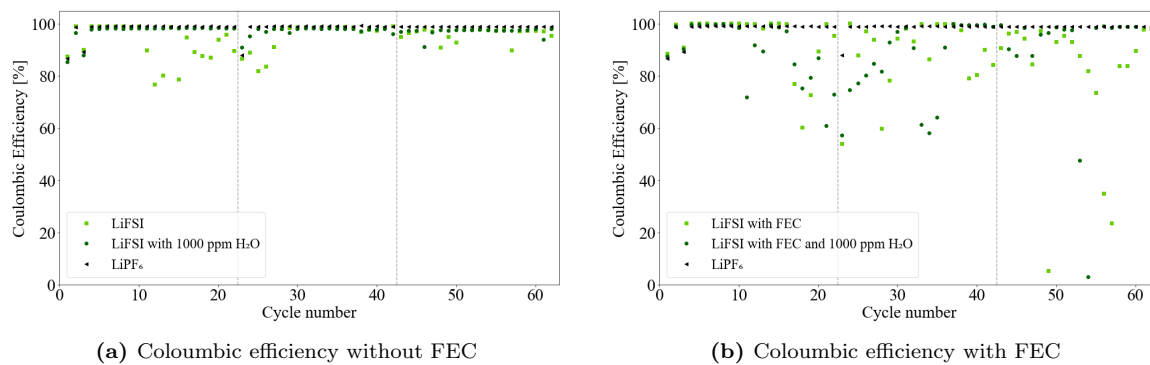 Coloumbic Efficiency [%]
100
80
60
40
20
0
LiFSI
LiFSI with 1000 ppm H₂O
LiPF₆
0 10 20 30 40 50 60
Cycle number
(a) Coloumbic efficiency without FEC
Coloumbic Efficiency [%]
100
80
60
40
20
0
LiFSI with FEC
LiFSI with FEC and 1000 ppm H₂O
LiPF₆
0 10 20 30 40 50 60
Cycle number
(b) Coloumbic efficiency with FEC